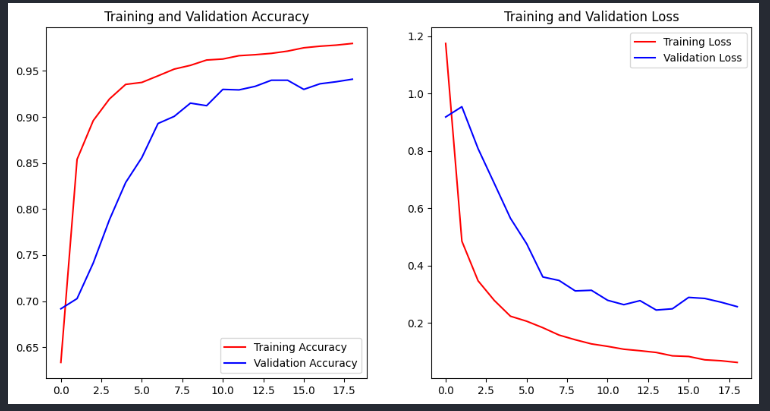 Training and Validation Accuracy
0.95
0.90
0.85
0.80
0.75
0.70
0.65
0.0 2.5 5.0 7.5 10.0 12.5 15.0 17.5
Training Accuracy
Validation Accuracy
Training and Validation Loss
1.2
1.0
0.8
0.6
0.4
0.2
0.0 2.5 5.0 7.5 10.0 12.5 15.0 17.5
Training Loss
Validation Loss